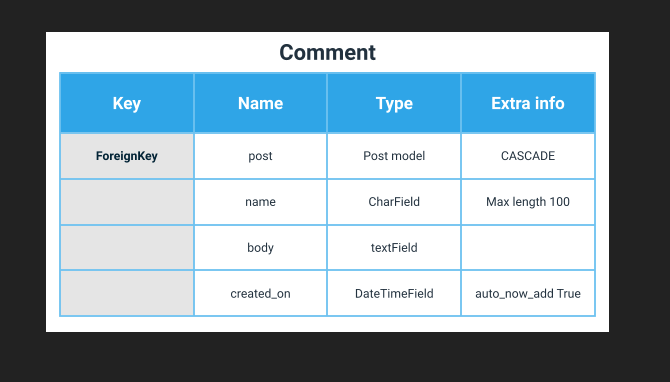 Comment
Key Name Type Extra info
ForeignKey post Post model CASCADE
name CharField Max length 100
body textField
created_on DateTimeField auto_now_add True